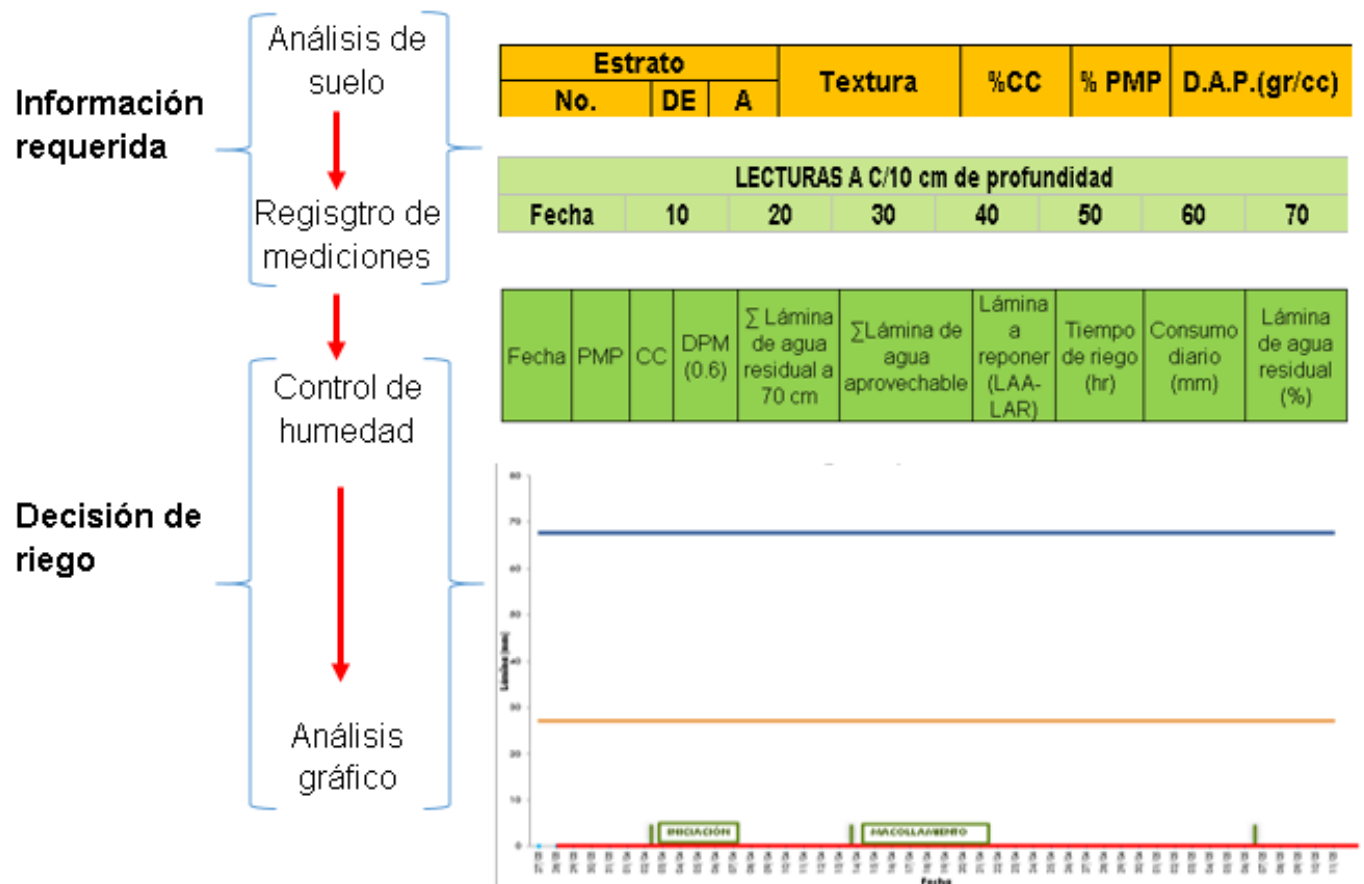 Información
requerida
Análisis de
suelo
Regisgtro de
mediciones
Estrato
Textura
%CC
% PMP
D.A.P.(gr/cc)
No.
DE
A
LECTURAS A C/10 cm de profundidad
Fecha 10 20 30 40 50 60 70
Decisión de
riego
Control de
humedad
Análisis
gráfico
Fecha
PMP
CC
DPM
(0.6)
∑ Lámina
de agua
residual a
70 cm
∑Lámina de
agua
aprovechable
Lámina
a
reponer
(LAA-
LAR)
Tiempo
de riego
(hr)
Consumo
diario
(mm)
Lámina
de agua
residual
(%)
80
70
60
50
40
30
20
10
0
Lámina (mm)
INICIACIÓN
MACOLLAMIENTO
Fecha